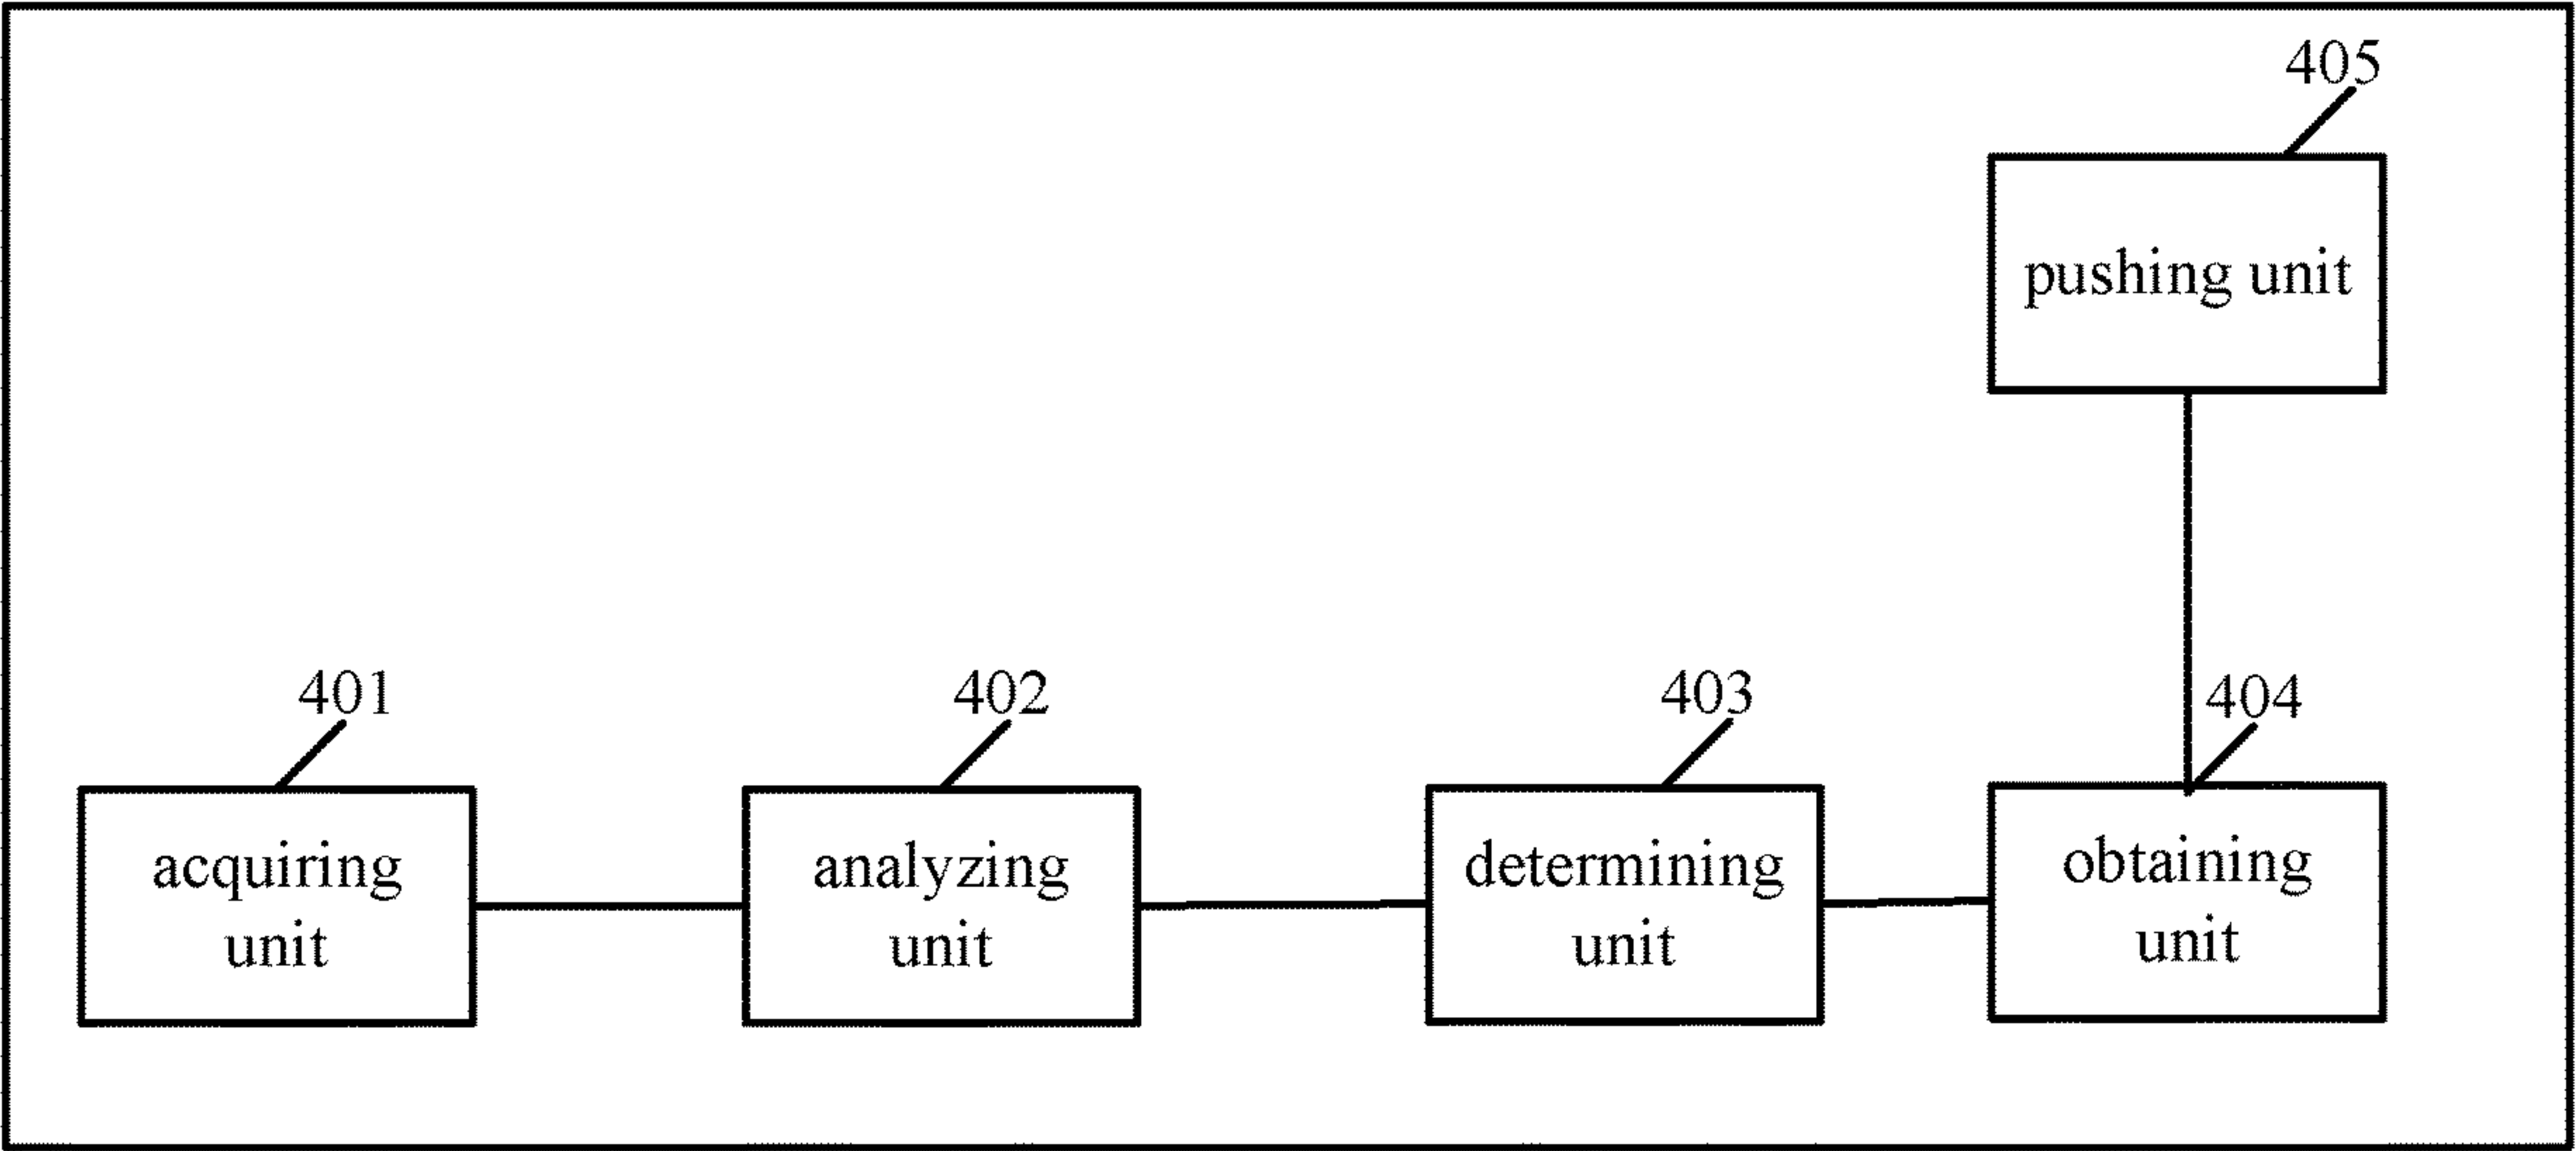 405
pushing unit
401
402
403
404
acquiring
unit
analyzing
unit
determining
unit
obtaining
unit